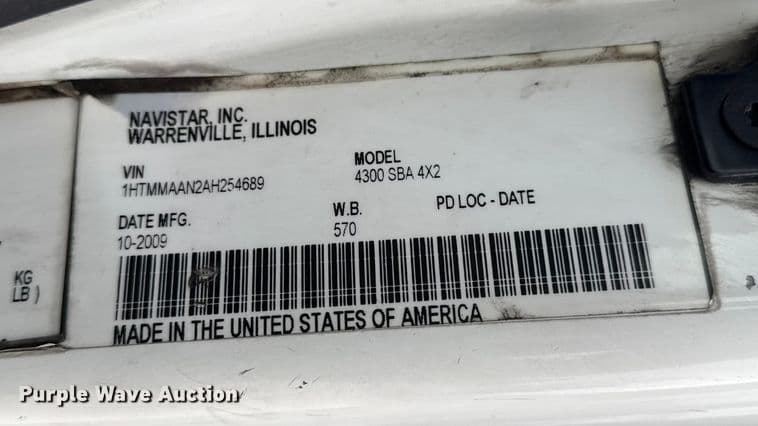 NAVISTAR, INC.
WARRENVILLE, ILLINOIS
VIN
1HTMMAAN2AH254689
MODEL
4300 SBA 4X2
DATE MFG.
10-2009
W.B.
570
PD LOC - DATE
KG
LB )
MADE IN THE UNITED STATES OF AMERICA
Purple Wave Auction